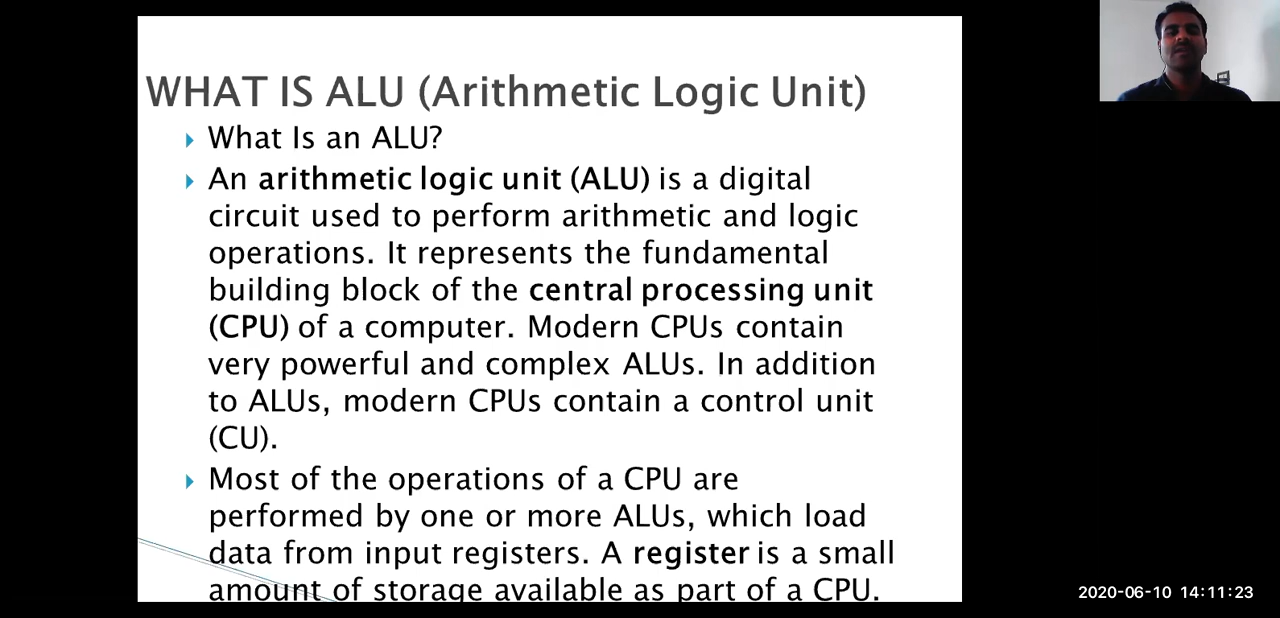 WHAT IS ALU (Arithmetic Logic Unit)
What Is an ALU?
An arithmetic logic unit (ALU) is a digital
circuit used to perform arithmetic and logic
operations. It represents the fundamental
building block of the central processing unit
(CPU) of a computer. Modern CPUs contain
very powerful and complex ALUs. In addition
to ALUs, modern CPUs contain a control unit
(CU).
Most of the operations of a CPU are
performed by one or more ALUs, which load
data from input registers. A register is a small
amount of storage available as part of a CPU.
2020-06-10 14:11:23